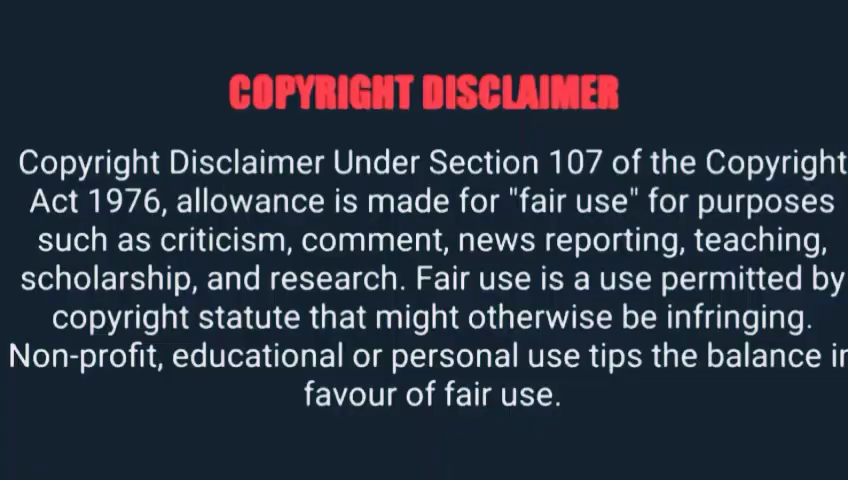 COPYRIGHT DISCLAIMER
Copyright Disclaimer Under Section 107 of the Copyright
Act 1976, allowance is made for "fair use" for purposes
such as criticism, comment, news reporting, teaching,
scholarship, and research. Fair use is a use permitted by
copyright statute that might otherwise be infringing.
Non-profit, educational or personal use tips the balance in
favour of fair use.